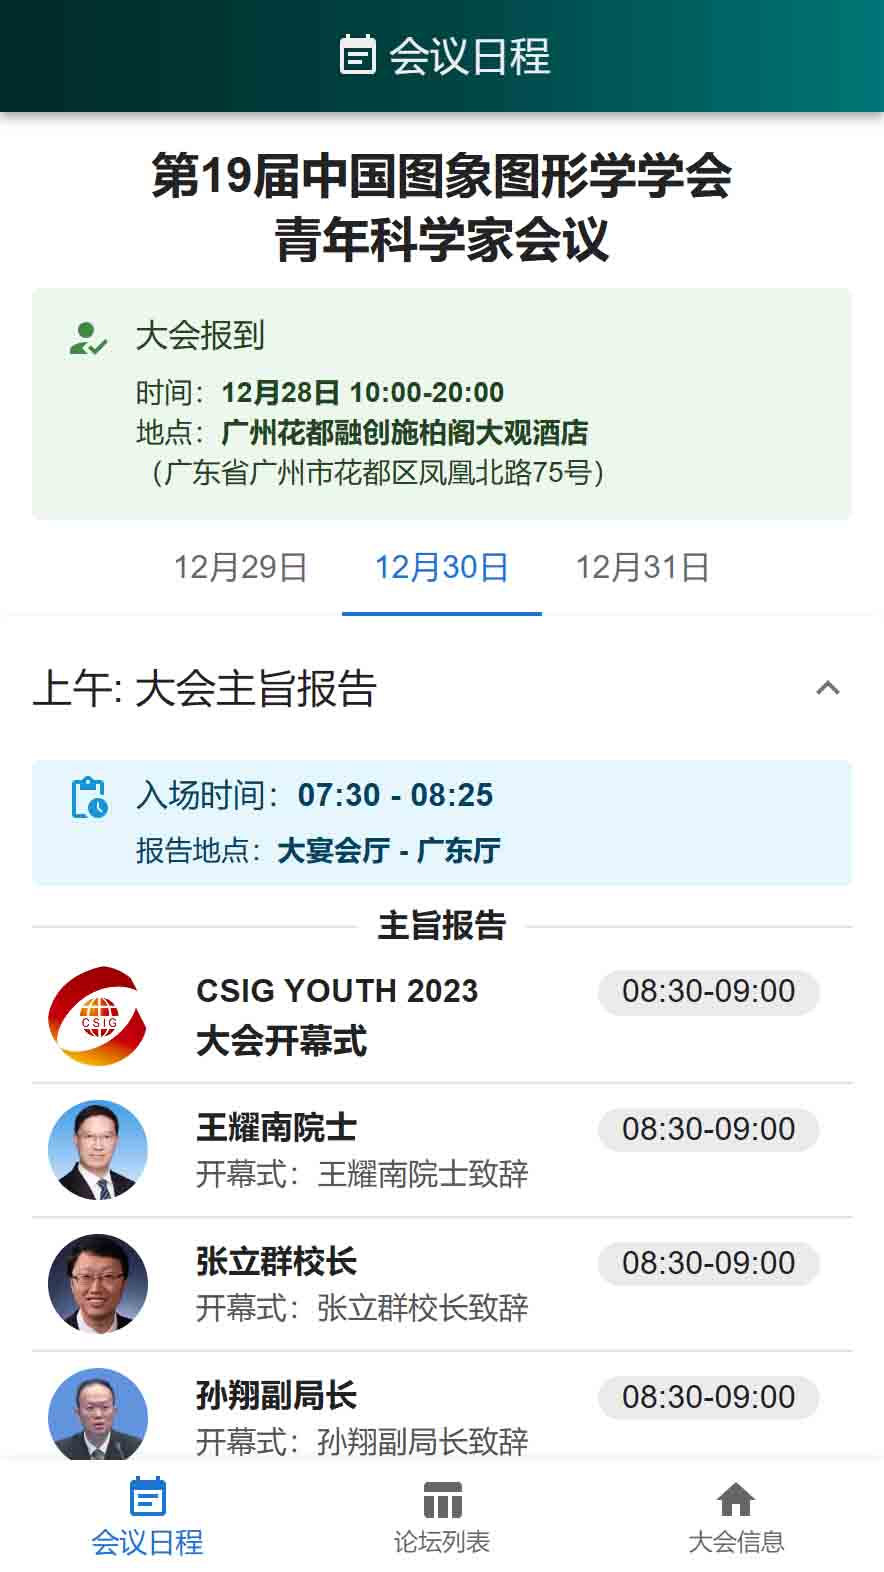 会议日程
第19届中国图象图形学学会
青年科学家会议
大会报到
时间：12月28日 10:00-20:00
地点：广州花都融创施柏阁大观酒店
（广东省广州市花都区凤凰北路75号）
12月29日 12月30日 12月31日
上午: 大会主旨报告
入场时间：07:30 - 08:25
报告地点：大宴会厅 - 广东厅
主旨报告
CSIG
CSIG YOUTH 2023 08:30-09:00
大会开幕式
王耀南院士 08:30-09:00
开幕式：王耀南院士致辞
张立群校长 08:30-09:00
开幕式：张立群校长致辞
孙翔副局长 08:30-09:00
开幕式：孙翔副局长致辞
会议日程 论坛列表 大会信息